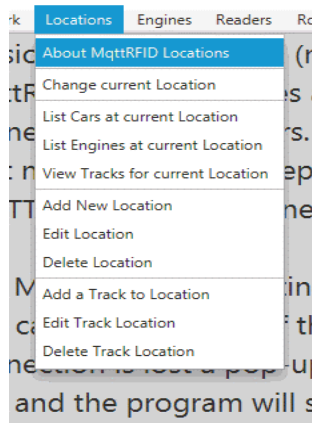 rk Locations Engines Readers Ro
About MqttRFID Locations
Change current Location
List Cars at current Location
List Engines at current Location
View Tracks for current Location
Add New Location
Edit Location
Delete Location
Add a Track to Location
Edit Track Location
Delete Track Location
and the program will s